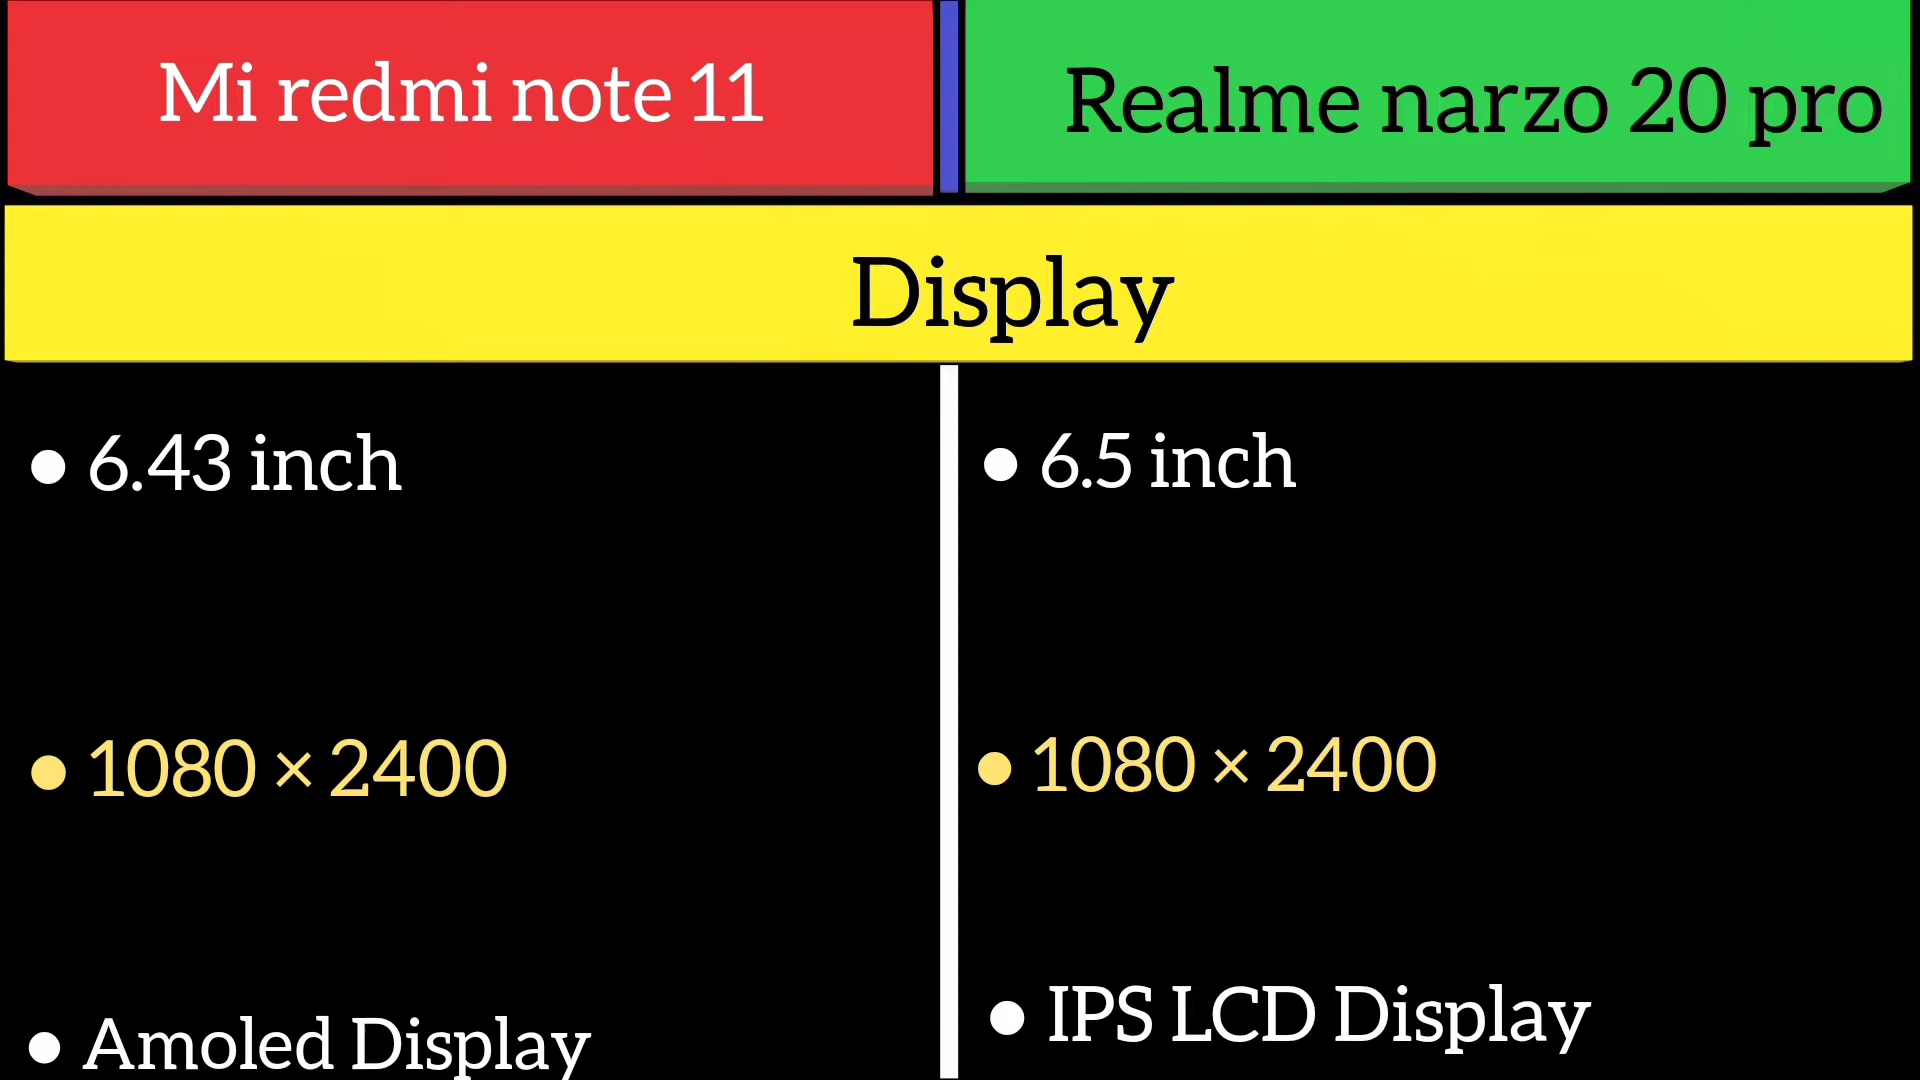 Mi redmi note 11
Realme narzo 20 pro
Display
● 6.43 inch
● 6.5 inch
● 1080 × 2400
● 1080 × 2400
● Amoled Display
● IPS LCD Display